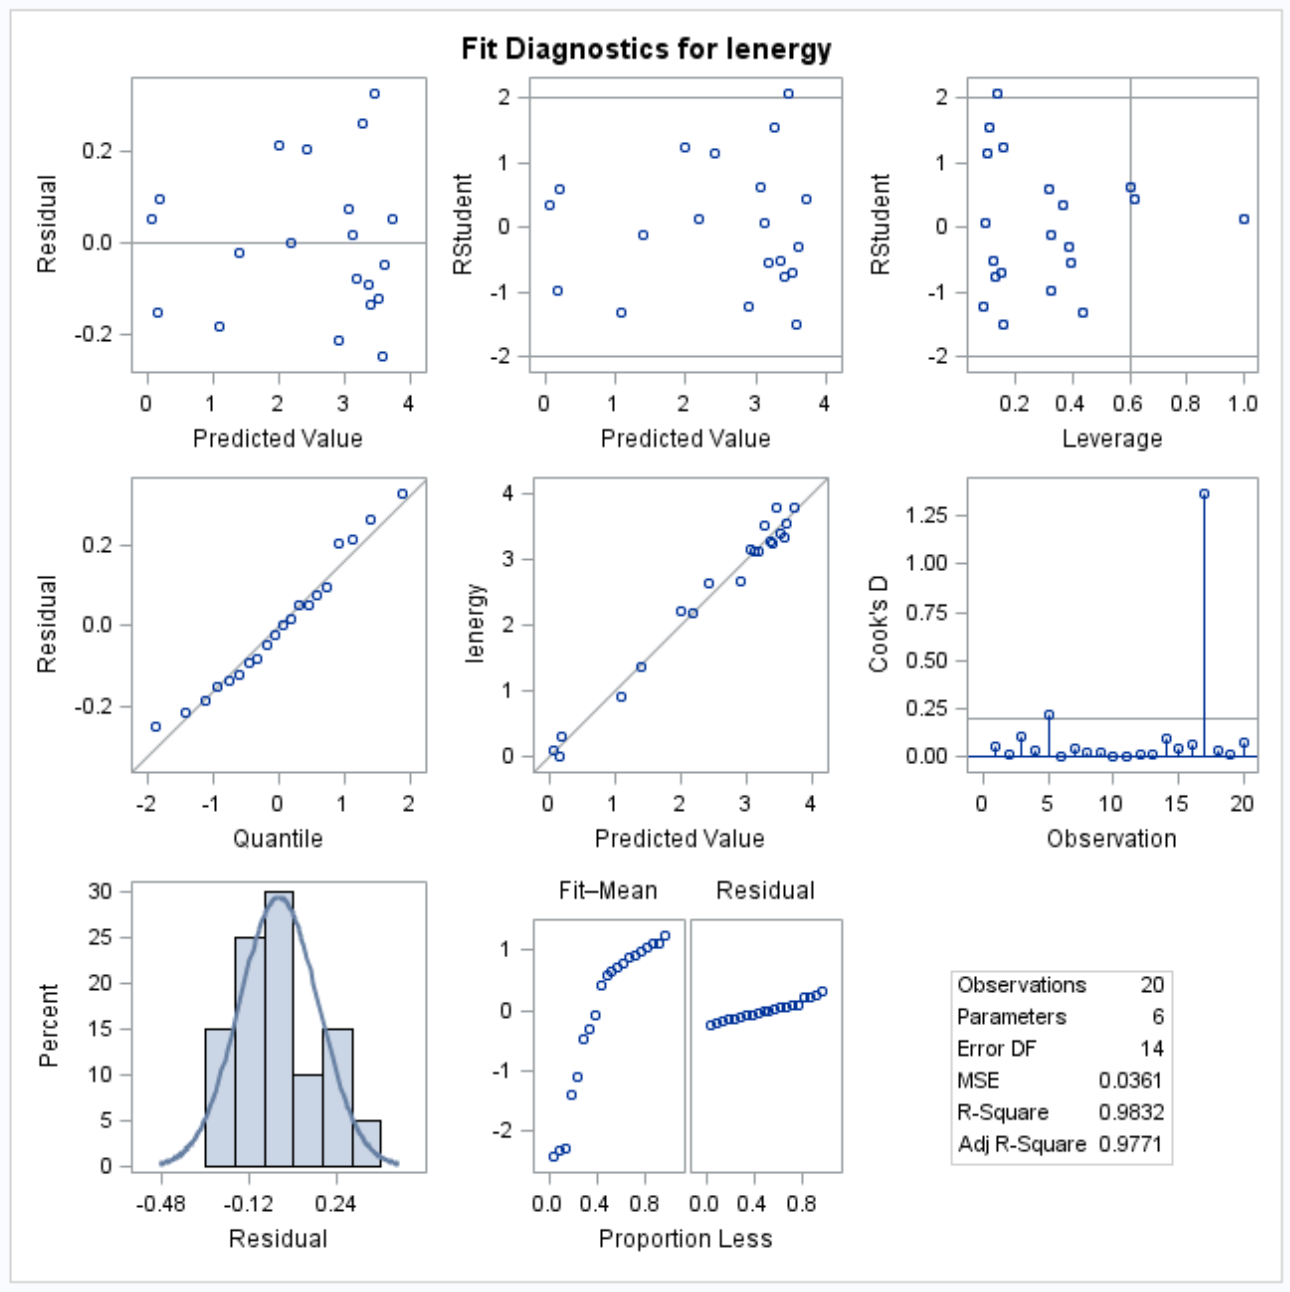 Fit Diagnostics for lenergy
Residual
0.2
0.0
-0.2
0 1 2 3 4
Predicted Value
RStudent
2
1
0
-1
-2
0 1 2 3 4
Predicted Value
RStudent
2
1
0
-1
-2
0.2 0.4 0.6 0.8 1.0
Leverage
Residual
0.2
0.0
-0.2
-2 -1 0 1 2
Quantile
lenergy
4
3
2
1
0
0 1 2 3 4
Predicted Value
Cook's D
1.25
1.00
0.75
0.50
0.25
0.00
0 5 10 15 20
Observation
Percent
30
25
20
15
10
5
0
-0.48 -0.12 0.24
Residual
Fit–Mean Residual
1
0
-1
-2
0.0 0.4 0.8 0.0 0.4 0.8
Proportion Less
Observations 20
Parameters 6
Error DF 14
MSE 0.0361
R-Square 0.9832
Adj R-Square 0.9771